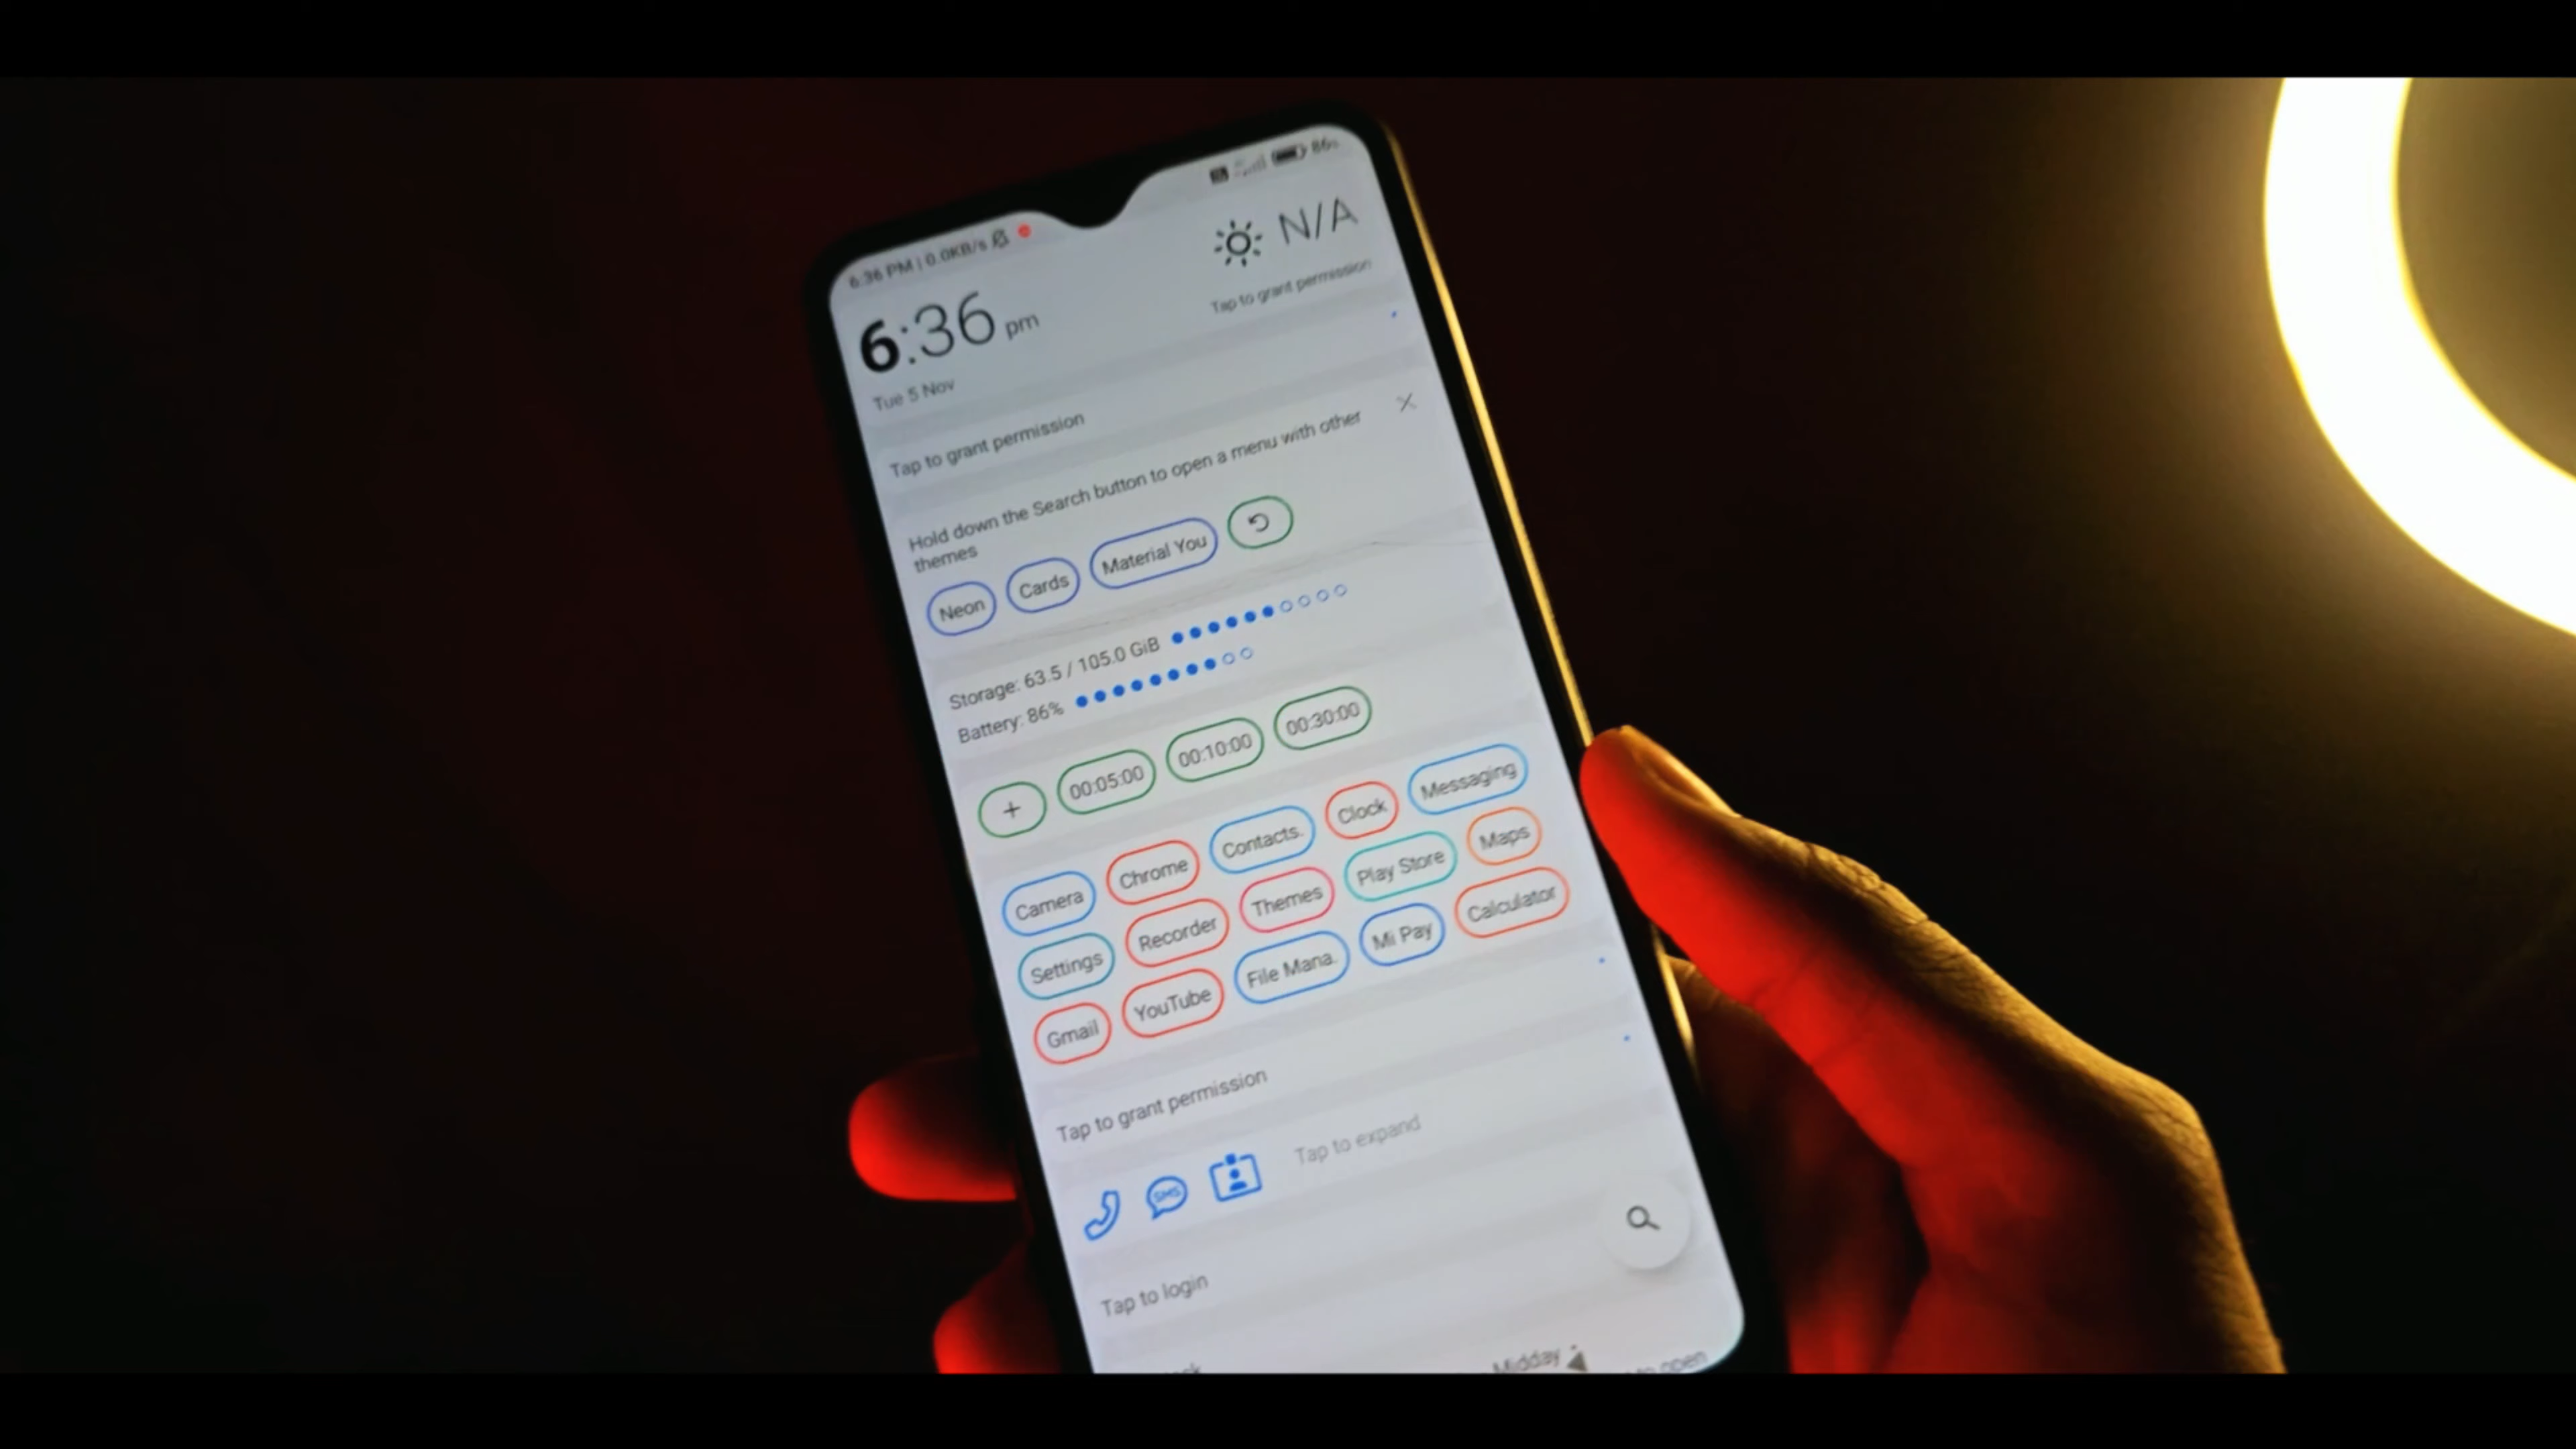 6:36 PM | 0.0KB/s
86%
6:36 pm
N/A
Tue 5 Nov
Tap to grant permission
Tap to grant permission
Hold down the Search button to open a menu with other
themes
Neon Cards Material You
Storage: 63.5 / 105.0 GiB
Battery: 86%
+ 00:05:00 00:10:00 00:30:00
Camera Chrome Contacts. Clock Messaging
Settings Recorder Themes Play Store Maps
Gmail YouTube File Mana. Mi Pay Calculator
Tap to grant permission
SMS Tap to expand
Tap to login
Midday
to open